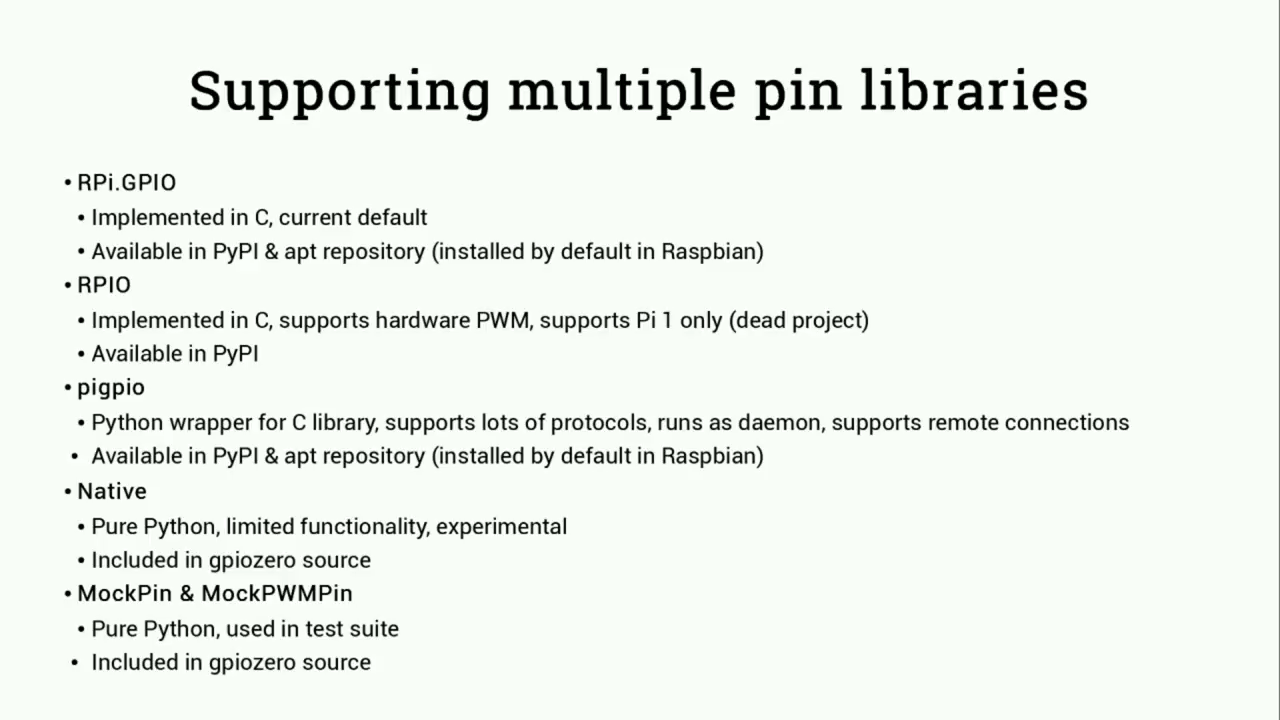 Supporting multiple pin libraries
• RPi.GPIO
• Implemented in C, current default
• Available in PyPI & apt repository (installed by default in Raspbian)
• RPIO
• Implemented in C, supports hardware PWM, supports Pi 1 only (dead project)
• Available in PyPI
• pigpio
• Python wrapper for C library, supports lots of protocols, runs as daemon, supports remote connections
• Available in PyPI & apt repository (installed by default in Raspbian)
• Native
• Pure Python, limited functionality, experimental
• Included in gpiozero source
• MockPin & MockPWMPin
• Pure Python, used in test suite
• Included in gpiozero source